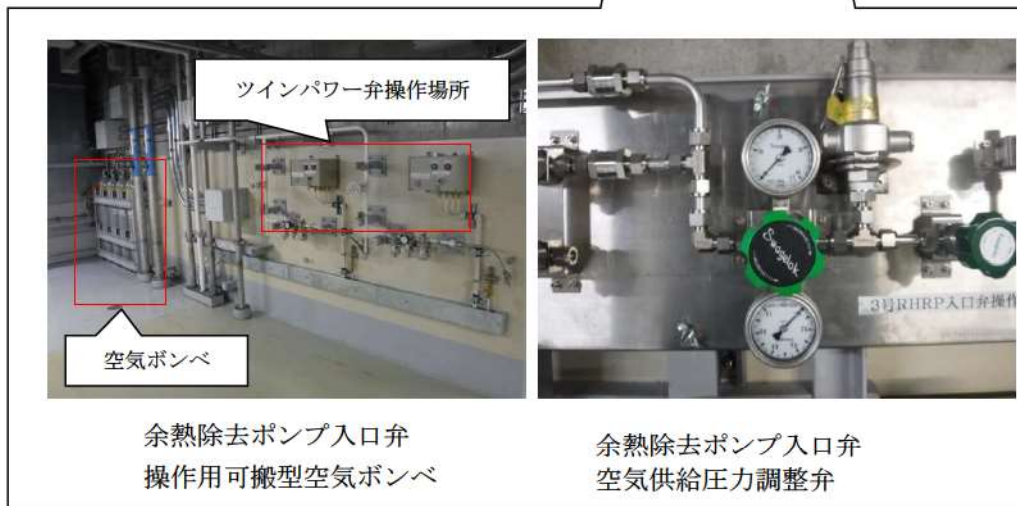 ツインパワー弁操作場所
空気ボンベ
Swagelok
3号RHRP入口弁操作
余熱除去ポンプ入口弁
操作用可搬型空気ボンベ
余熱除去ポンプ入口弁
空気供給圧力調整弁